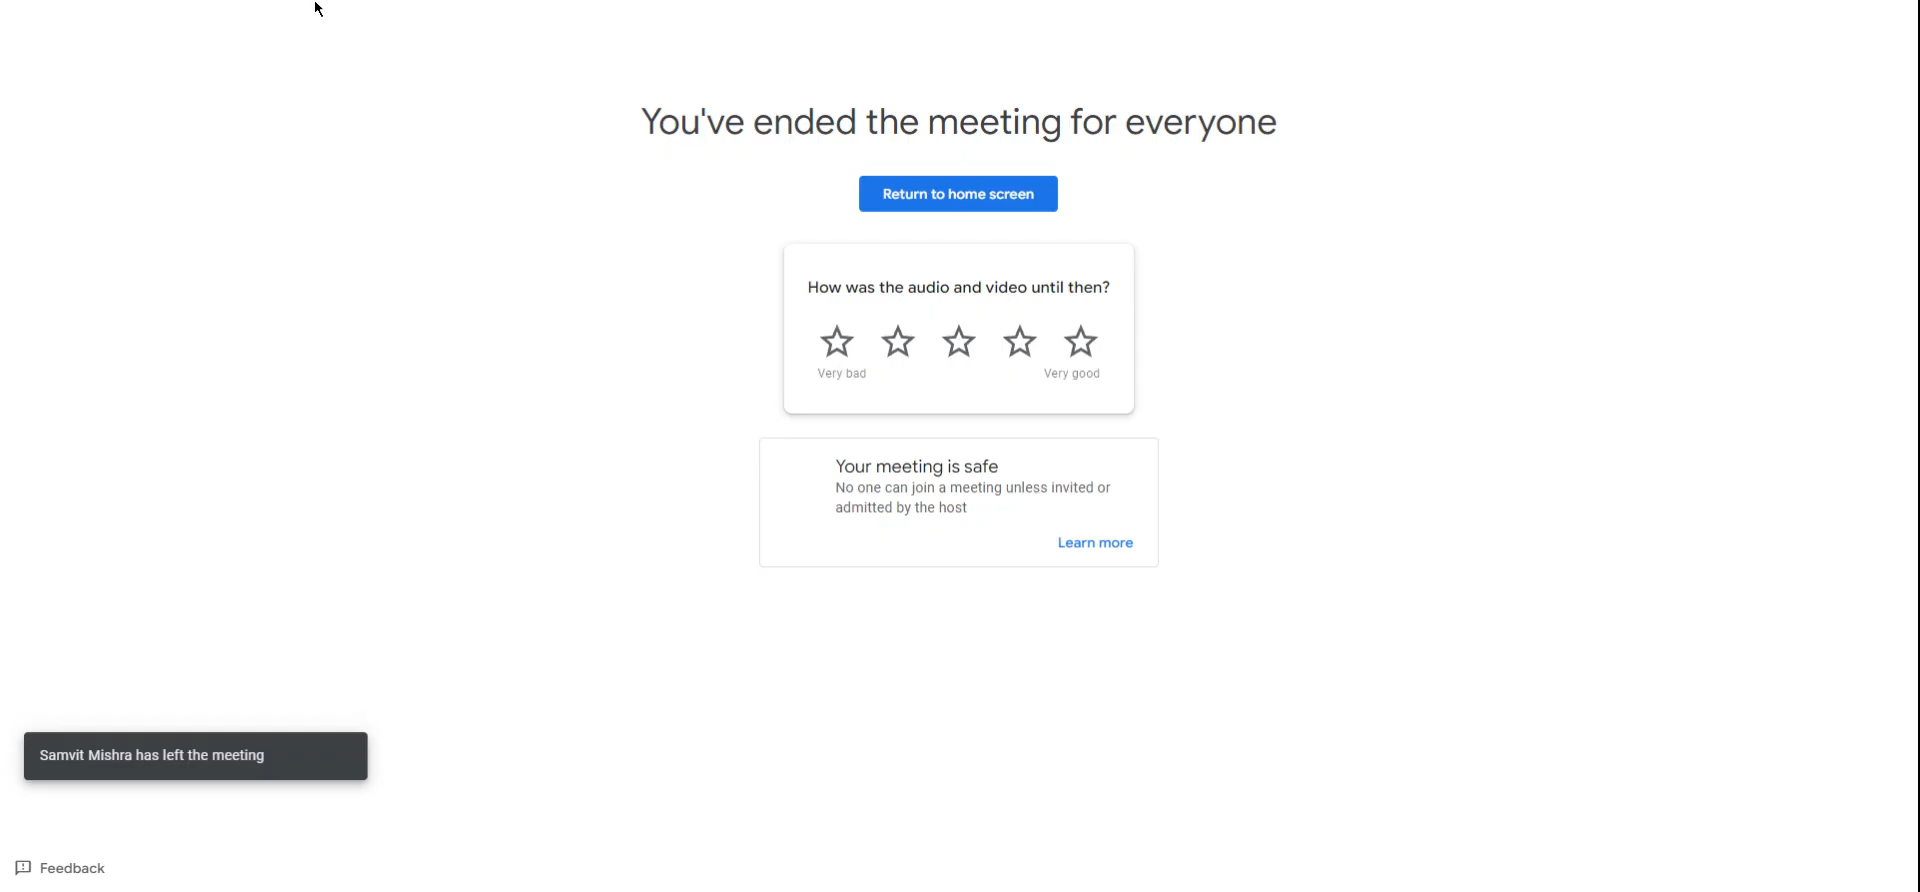 You've ended the meeting for everyone
Return to home screen
How was the audio and video until then?
Very bad
Very good
Your meeting is safe
No one can join a meeting unless invited or
admitted by the host
Learn more
Samvit Mishra has left the meeting
Feedback